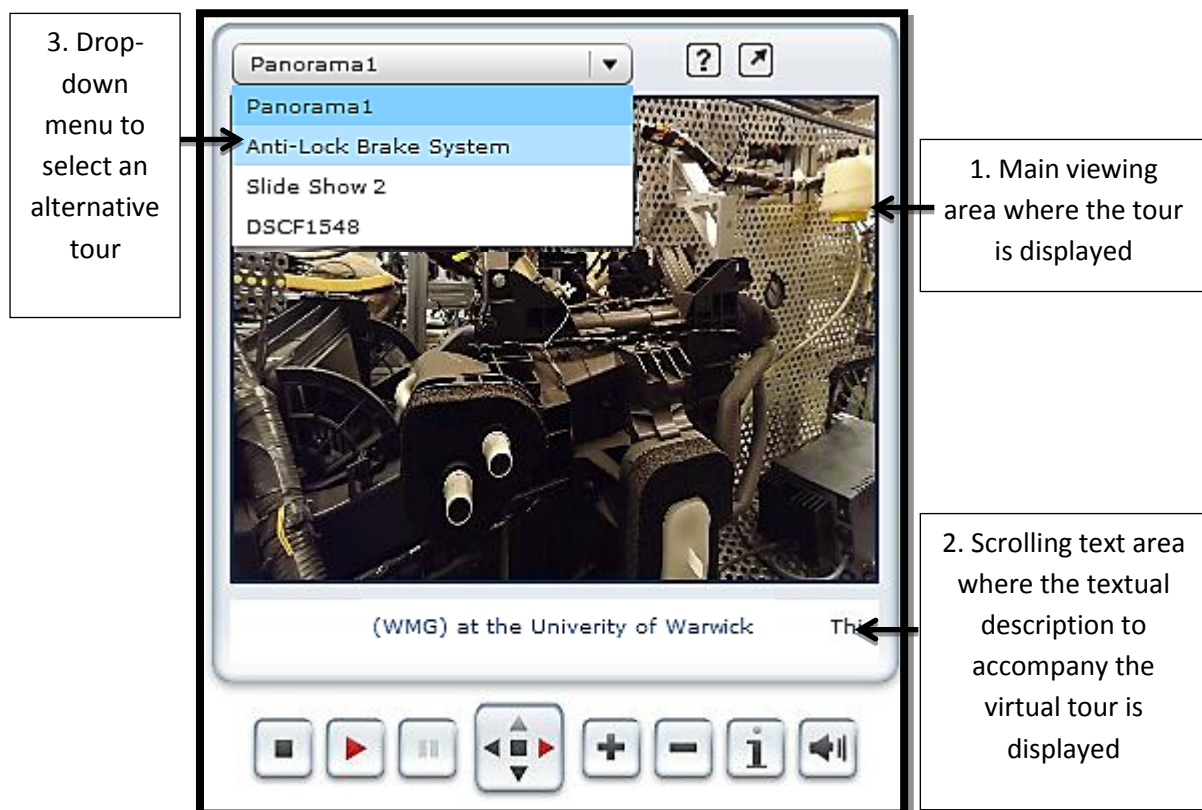 3. Drop-
down
menu to
select an
alternative
tour
Panorama1
?
Panorama1
Anti-Lock Brake System
Slide Show 2
DSCF1548
1. Main viewing
area where the tour
is displayed
2. Scrolling text area
where the textual
description to
accompany the
virtual tour is
displayed
(WMG) at the Univerity of Warwick Thi
i